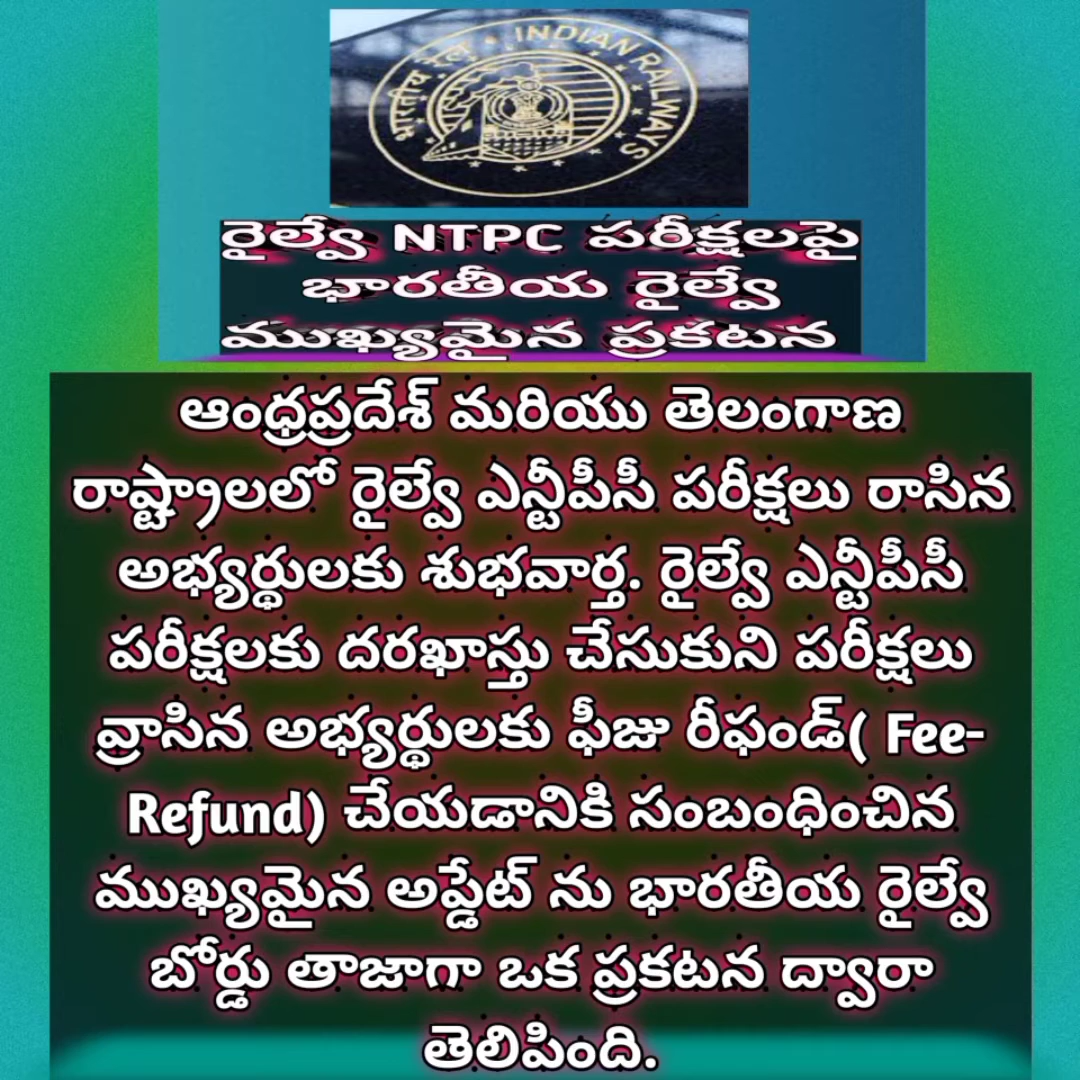 भारतीय रेल • INDIAN RAILWAYS
రైల్వే NTPC పరీక్షలపై
భారతీయ రైల్వే
ముఖ్యమైన ప్రకటన
ఆంధ్రప్రదేశ్ మరియు తెలంగాణ
రాష్ట్రాలలో రైల్వే ఎన్టీపీసీ పరీక్షలు రాసిన
అభ్యర్థులకు శుభవార్త. రైల్వే ఎన్టీపీసీ
పరీక్షలకు దరఖాస్తు చేసుకుని పరీక్షలు
వ్రాసిన అభ్యర్థులకు ఫీజు రీఫండ్( Fee-
Refund) చేయడానికి సంబంధించిన
ముఖ్యమైన అప్డేట్ ను భారతీయ రైల్వే
బోర్డు తాజాగా ఒక ప్రకటన ద్వారా
తెలిపింది.